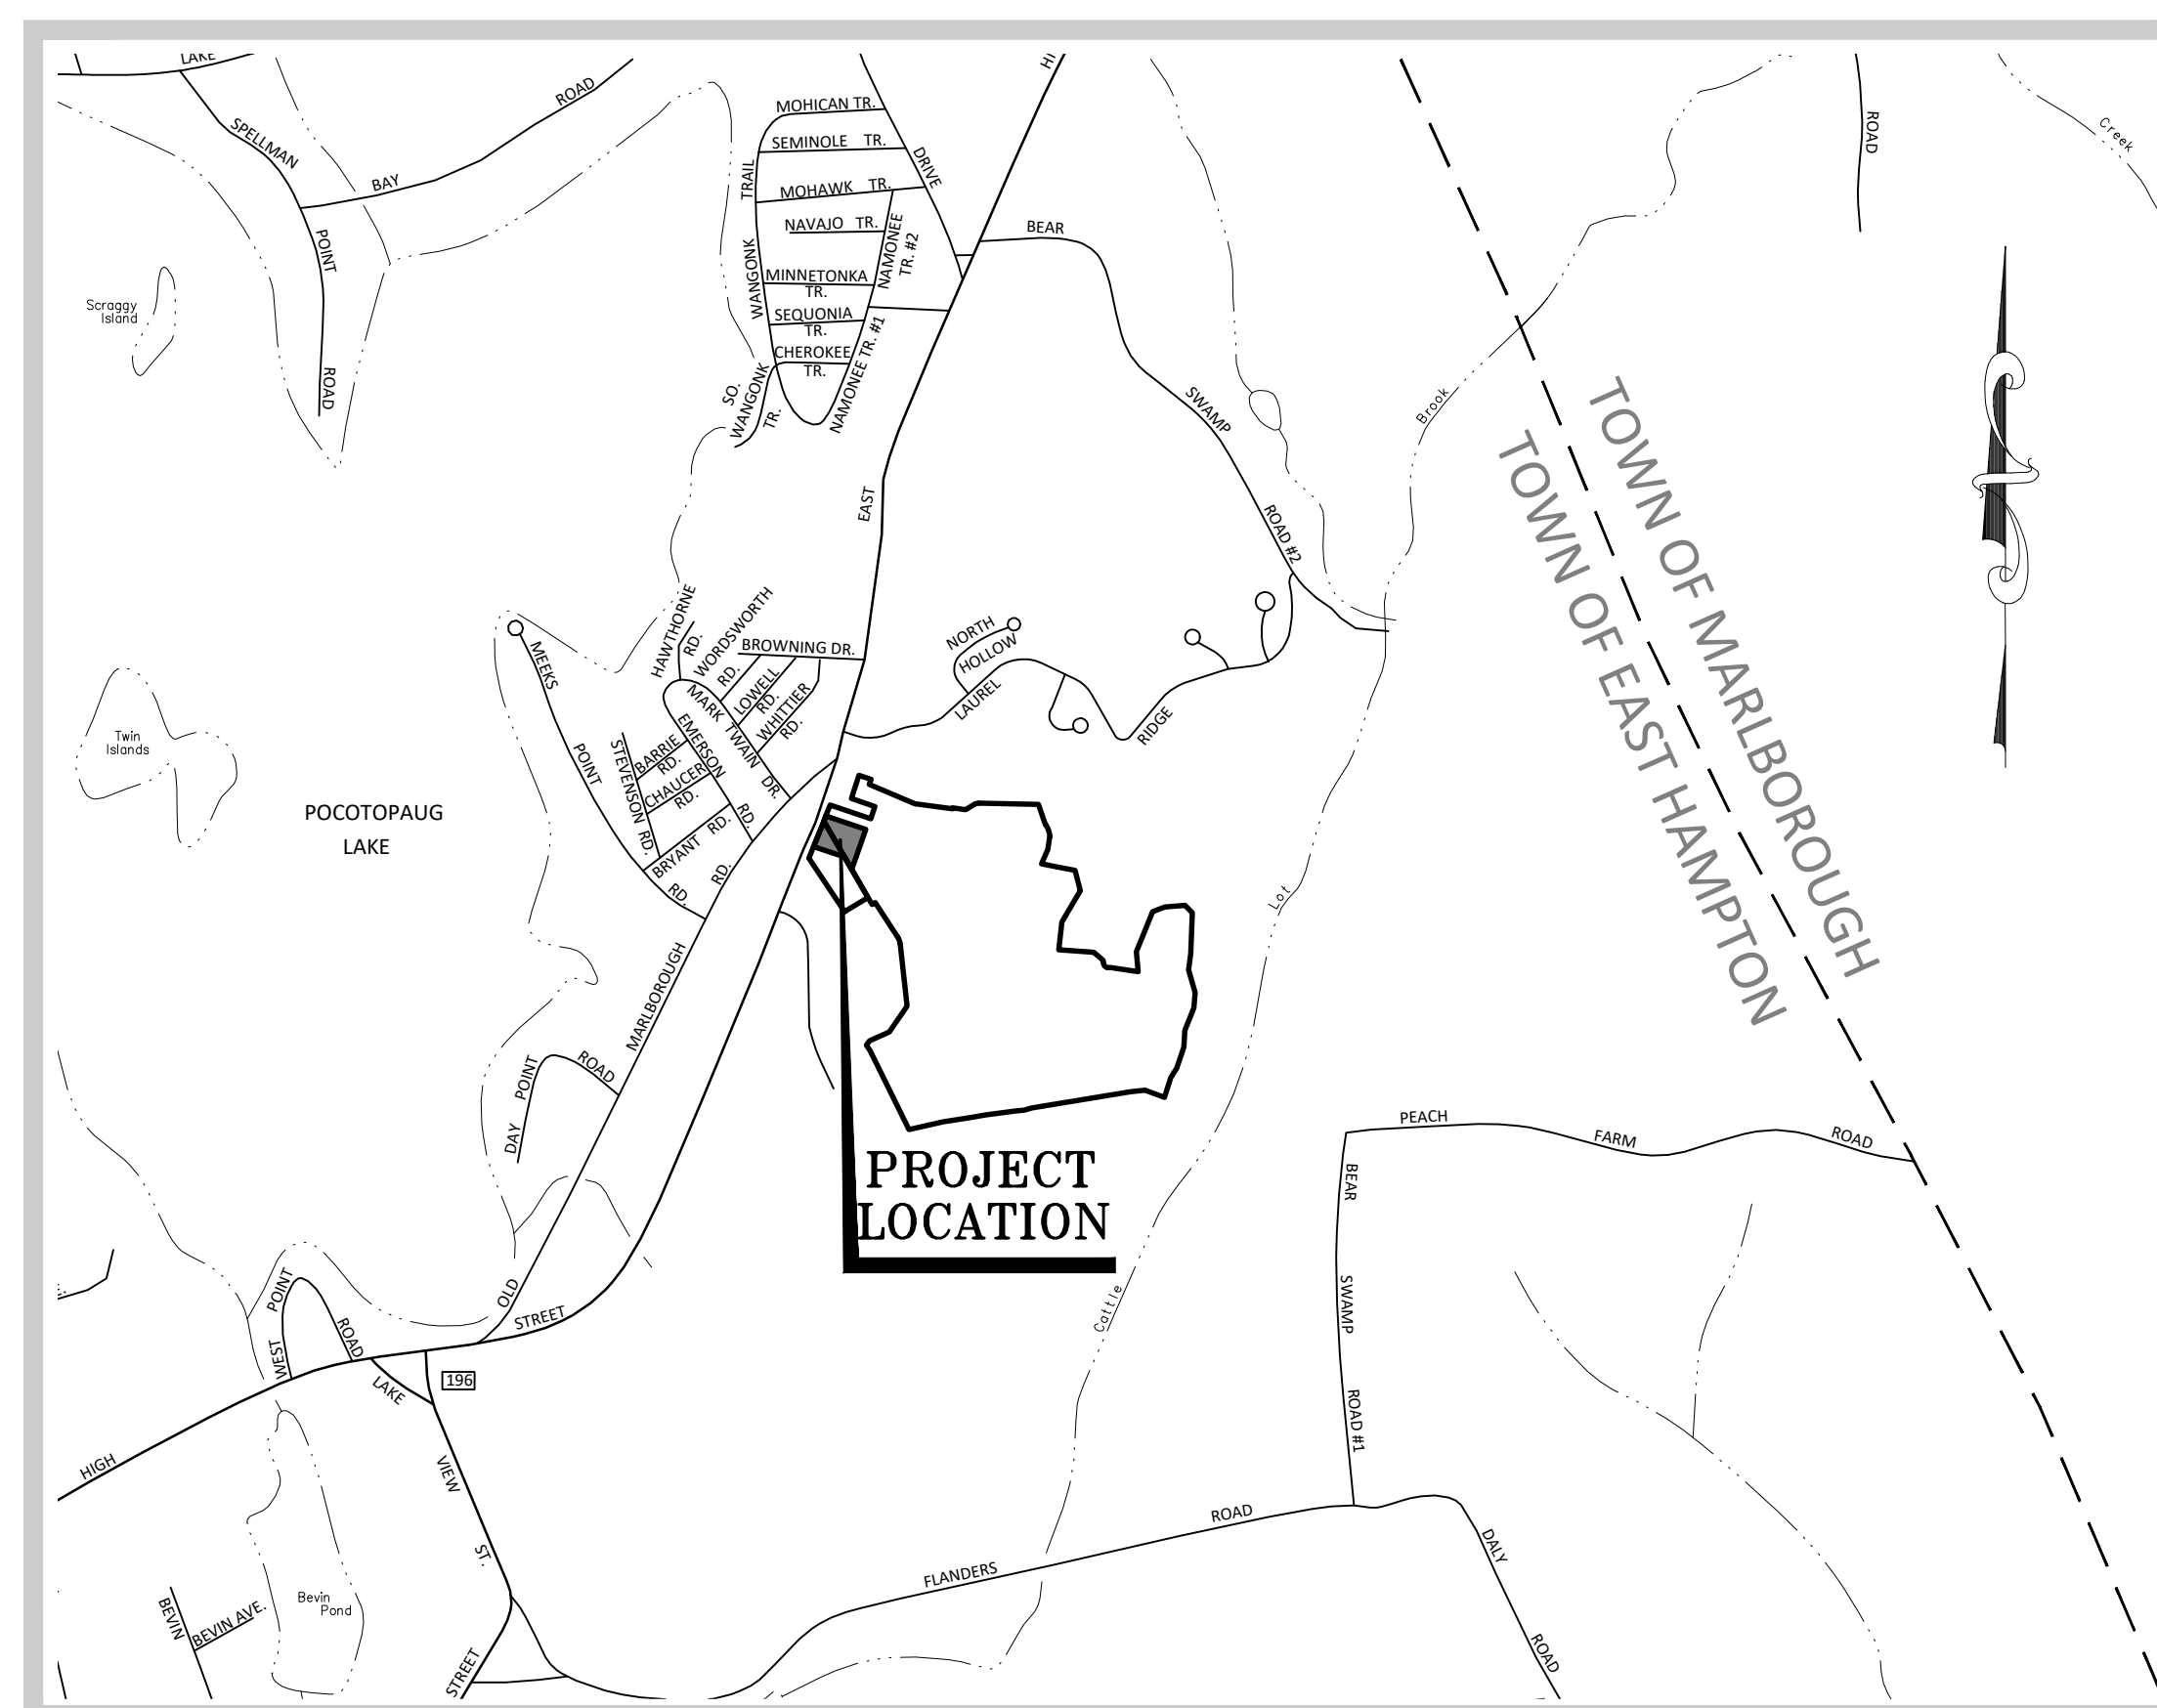 LAKE
ROAD
HI
MOHICAN TR.
SPELLMAN
SEMINOLE TR.
DRIVE
ROAD
Creek
BAY
TRAIL
MOHAWK TR.
POINT
NAVAJO TR.
NAMONEE
TR. #2
BEAR
WANGONK
MINNETONKA
TR.
Scraggy
Island
SEQUONIA
TR.
CHEROKEE
TR.
NAMONEE TR. #1
ROAD
SO.
WANGONK
TR.
SWAMP
Brook
EAST
ROAD #2
TOWN OF MARLBOROUGH
TOWN OF EAST HAMPTON
HAWTHORNE
RD.
WORDSWORTH
RD.
BROWNING DR.
NORTH
HOLLOW
MEEKS
LOWELL
RD.
WHITTIER
RD.
MARK TWAIN DR.
LAUREL
RIDGE
Twin
Islands
POINT
EMERSON
RD.
STEVENSON RD.
BARRIE
RD.
CHAUCER
RD.
POCOTOPAUG
LAKE
BRYANT RD.
RD.
RD.
Lot
MARLBOROUGH
POINT
ROAD
DAY
PROJECT
LOCATION
PEACH
FARM
ROAD
BEAR
OLD
STREET
POINT
ROAD
WEST
SWAMP
Cattle
196
LAKE
ROAD #1
HIGH
VIEW
ROAD
ST.
FLANDERS
DALY
BEVIN
BEVIN AVE.
Bevin
Pond
STREET
ROAD